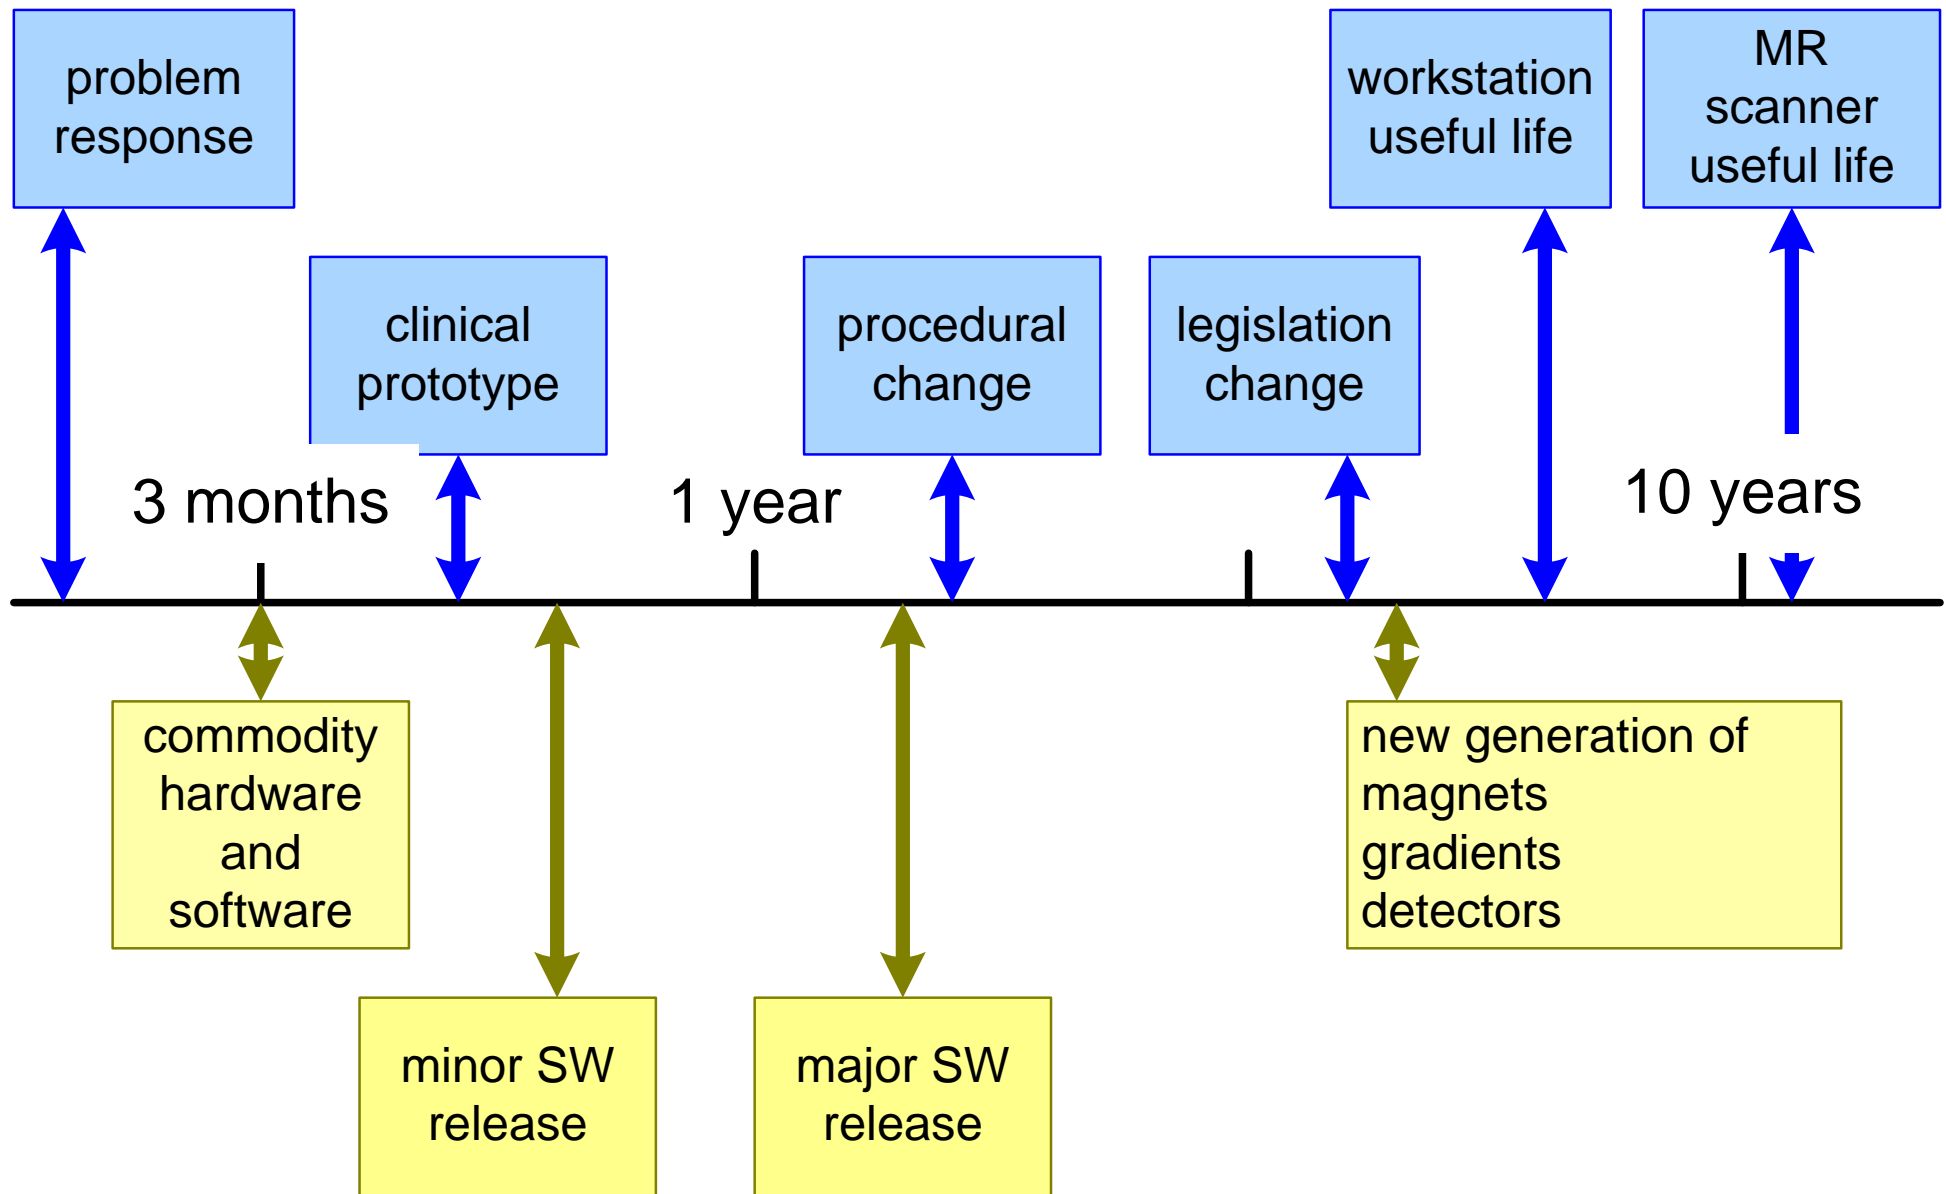 problem
response
workstation
useful life
MR
scanner
useful life
clinical
prototype
procedural
change
legislation
change
3 months
1 year
10 years
commodity
hardware
and
software
new generation of
magnets
gradients
detectors
minor SW
release
major SW
release